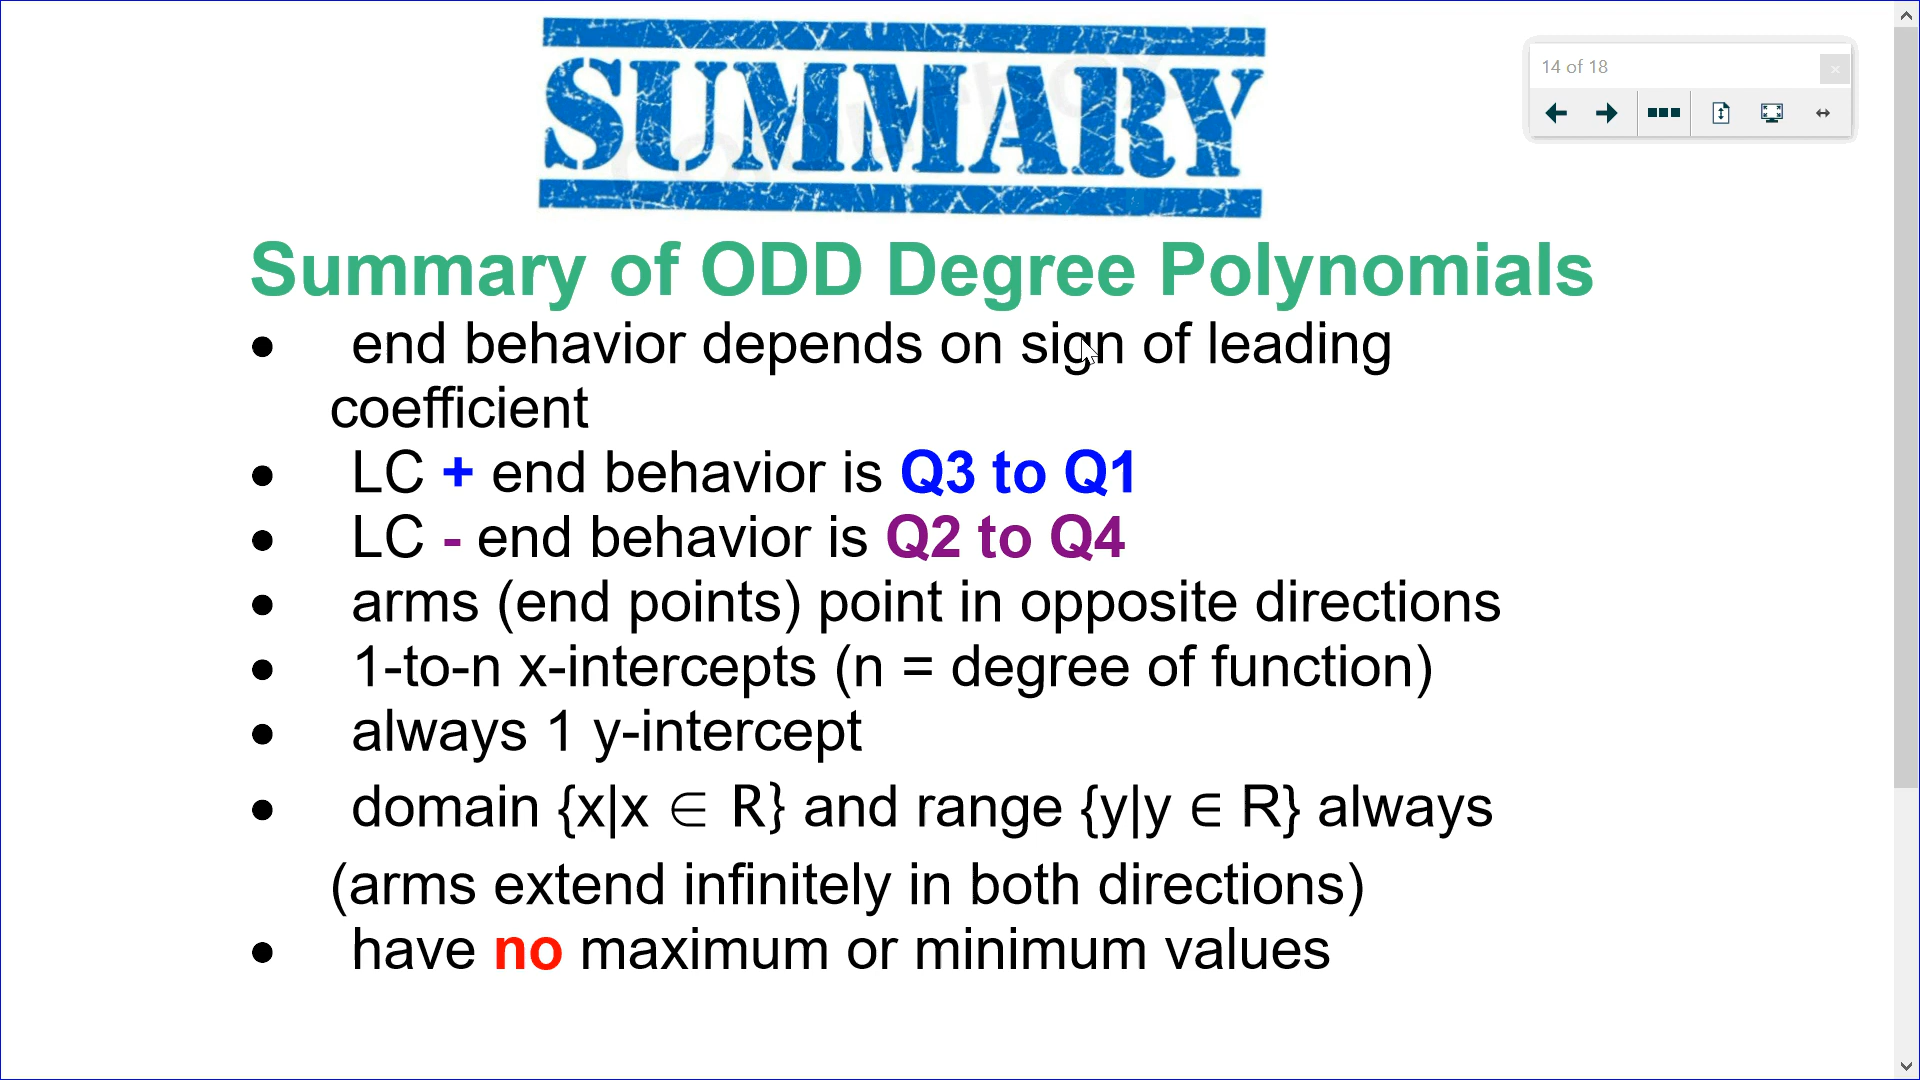 SUMMARY
14 of 18
Summary of ODD Degree Polynomials
● end behavior depends on sign of leading
coefficient
● LC + end behavior is Q3 to Q1
● LC - end behavior is Q2 to Q4
● arms (end points) point in opposite directions
● 1-to-n x-intercepts (n = degree of function)
● always 1 y-intercept
● domain {x|x ∈ R} and range {y|y ∈ R} always
(arms extend infinitely in both directions)
● have no maximum or minimum values